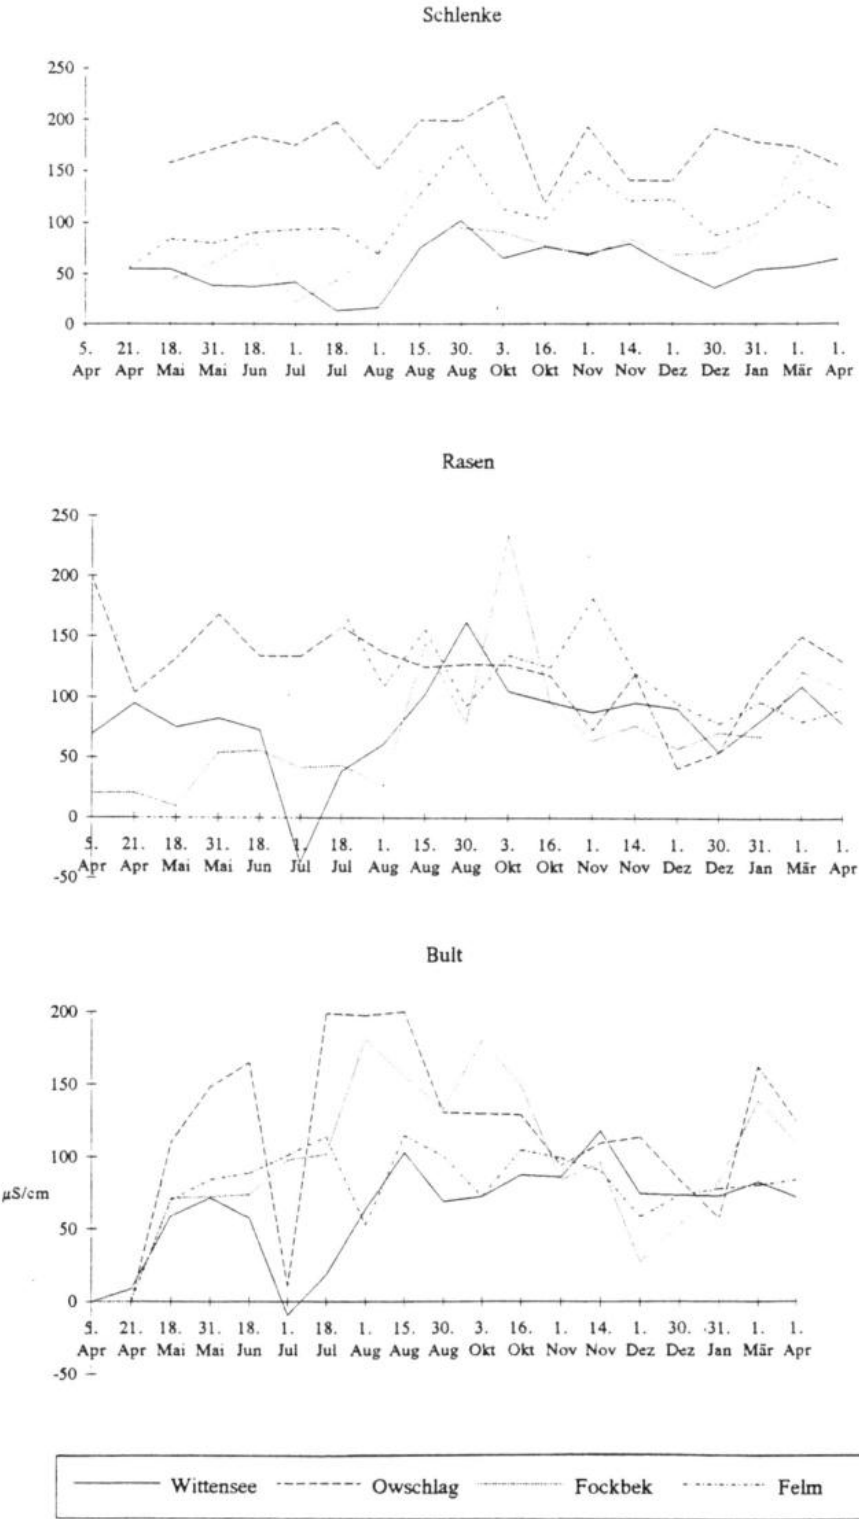 Schlenke
250
200
150
100
50
0
5. 21. 18. 31. 18. 1. 18. 1. 15. 30. 3. 16. 1. 14. 1. 30. 31. 1. 1.
Apr Apr Mai Mai Jun Jul Jul Aug Aug Aug Okt Okt Nov Nov Dez Dez Jan Mär Apr
Rasen
250
200
150
100
50
0
5. 21. 18. 31. 18. 1. 18. 1. 15. 30. 3. 16. 1. 14. 1. 30. 31. 1. 1.
Apr Apr Mai Mai Jun Jul Jul Aug Aug Aug Okt Okt Nov Nov Dez Dez Jan Mär Apr
-50
Bult
200
150
100
µS/cm
50
0
5. 21. 18. 31. 18. 1. 18. 1. 15. 30. 3. 16. 1. 14. 1. 30. 31. 1. 1.
Apr Apr Mai Mai Jun Jul Jul Aug Aug Aug Okt Okt Nov Nov Dez Dez Jan Mär Apr
-50
Wittensee Owschlag Fockbek Felm